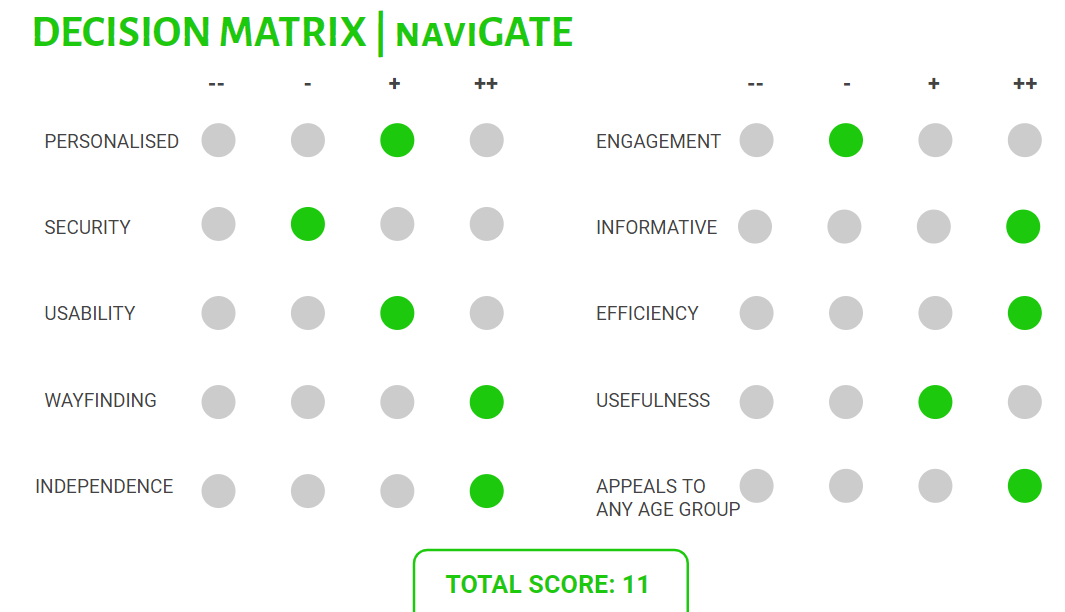 DECISION MATRIX | NAVIGATE
-- - + ++ -- - + ++
PERSONALISED ENGAGEMENT
SECURITY INFORMATIVE
USABILITY EFFICIENCY
WAYFINDING USEFULNESS
INDEPENDENCE APPEALS TO
ANY AGE GROUP
TOTAL SCORE: 11